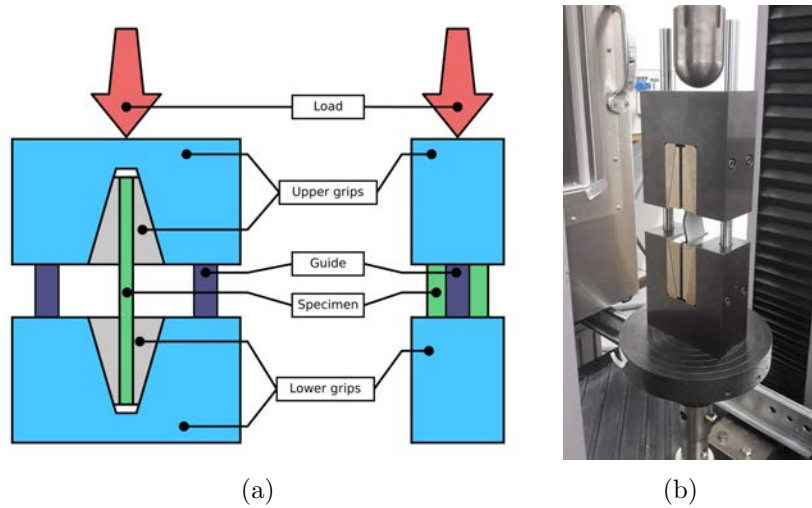 Load
Upper grips
Guide
Specimen
Lower grips
(a)
(b)